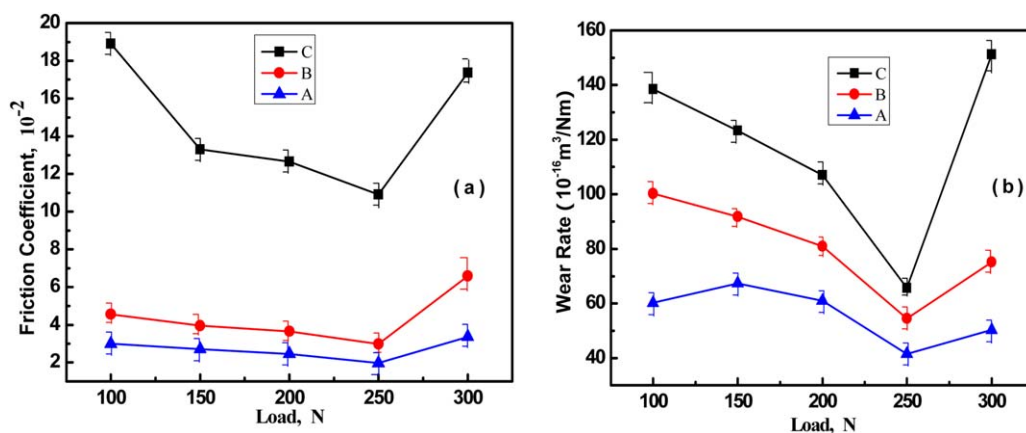 20
18
16
14
12
10
8
6
4
2
Friction Coefficient, 10⁻²
C
B
A
( a )
100 150 200 250 300
Load, N
160
140
120
100
80
60
40
Wear Rate ( 10⁻¹⁶m³/Nm)
C
B
A
( b )
100 150 200 250 300
Load, N